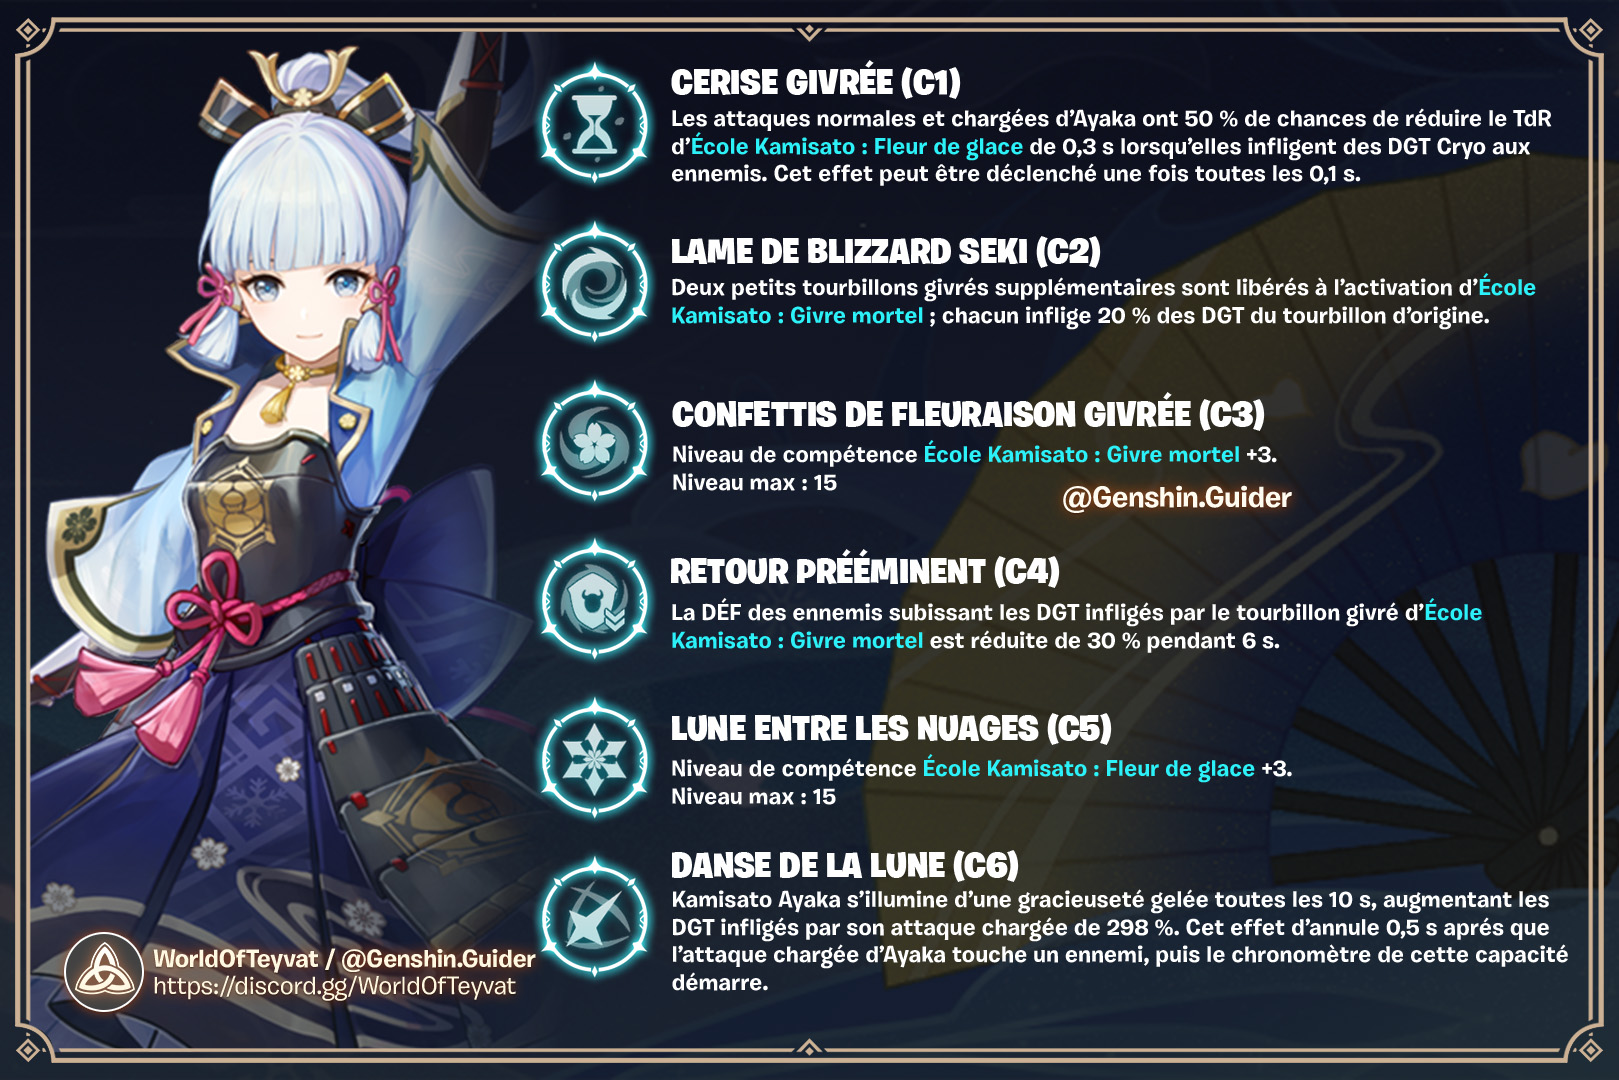 CERISE GIVRÉE (C1)
Les attaques normales et chargées d'Ayaka ont 50 % de chances de réduire le TdR
d'École Kamisato : Fleur de glace de 0,3 s lorsqu'elles infligent des DGT Cryo aux
ennemis. Cet effet peut être déclenché une fois toutes les 0,1 s.
LAME DE BLIZZARD SEKI (C2)
Deux petits tourbillons givrés supplémentaires sont libérés à l'activation d'École
Kamisato : Givre mortel ; chacun inflige 20 % des DGT du tourbillon d'origine.
CONFETTIS DE FLEURAISON GIVRÉE (C3)
Niveau de compétence École Kamisato : Givre mortel +3.
Niveau max : 15
@Genshin.Guider
RETOUR PRÉÉMINENT (C4)
La DÉF des ennemis subissant les DGT infligés par le tourbillon givré d'École
Kamisato : Givre mortel est réduite de 30 % pendant 6 s.
LUNE ENTRE LES NUAGES (C5)
Niveau de compétence École Kamisato : Fleur de glace +3.
Niveau max : 15
DANSE DE LA LUNE (C6)
Kamisato Ayaka s'illumine d'une gracieuseté gelée toutes les 10 s, augmentant les
DGT infligés par son attaque chargée de 298 %. Cet effet d'annule 0,5 s aprés que
l'attaque chargée d'Ayaka touche un ennemi, puis le chronomètre de cette capacité
démarre.
WorldOfTeyvat / @Genshin.Guider
https://discord.gg/WorldOfTeyvat